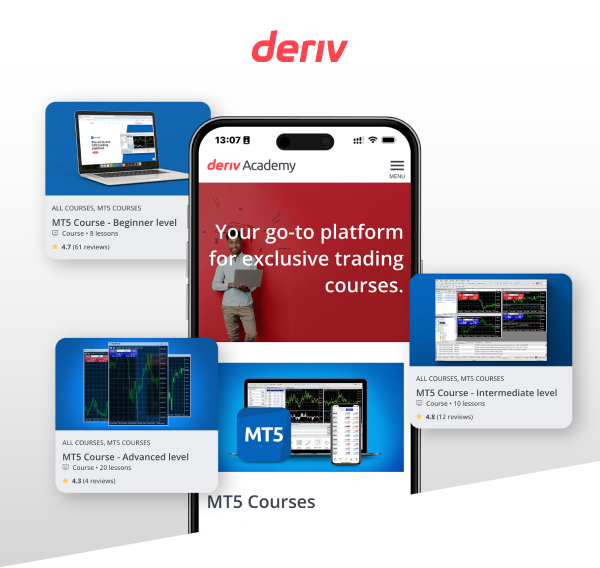 deriv
13:07
deriv Academy
MENU
Your go-to platform
for exclusive trading
courses.
ALL COURSES, MT5 COURSES
MT5 Course - Beginner level
Course • 8 lessons
4.7 (61 reviews)
ALL COURSES, MT5 COURSES
MT5 Course - Intermediate level
Course • 10 lessons
4.8 (12 reviews)
ALL COURSES, MT5 COURSES
MT5 Course - Advanced level
Course • 20 lessons
4.3 (4 reviews)
MT5
MT5 Courses